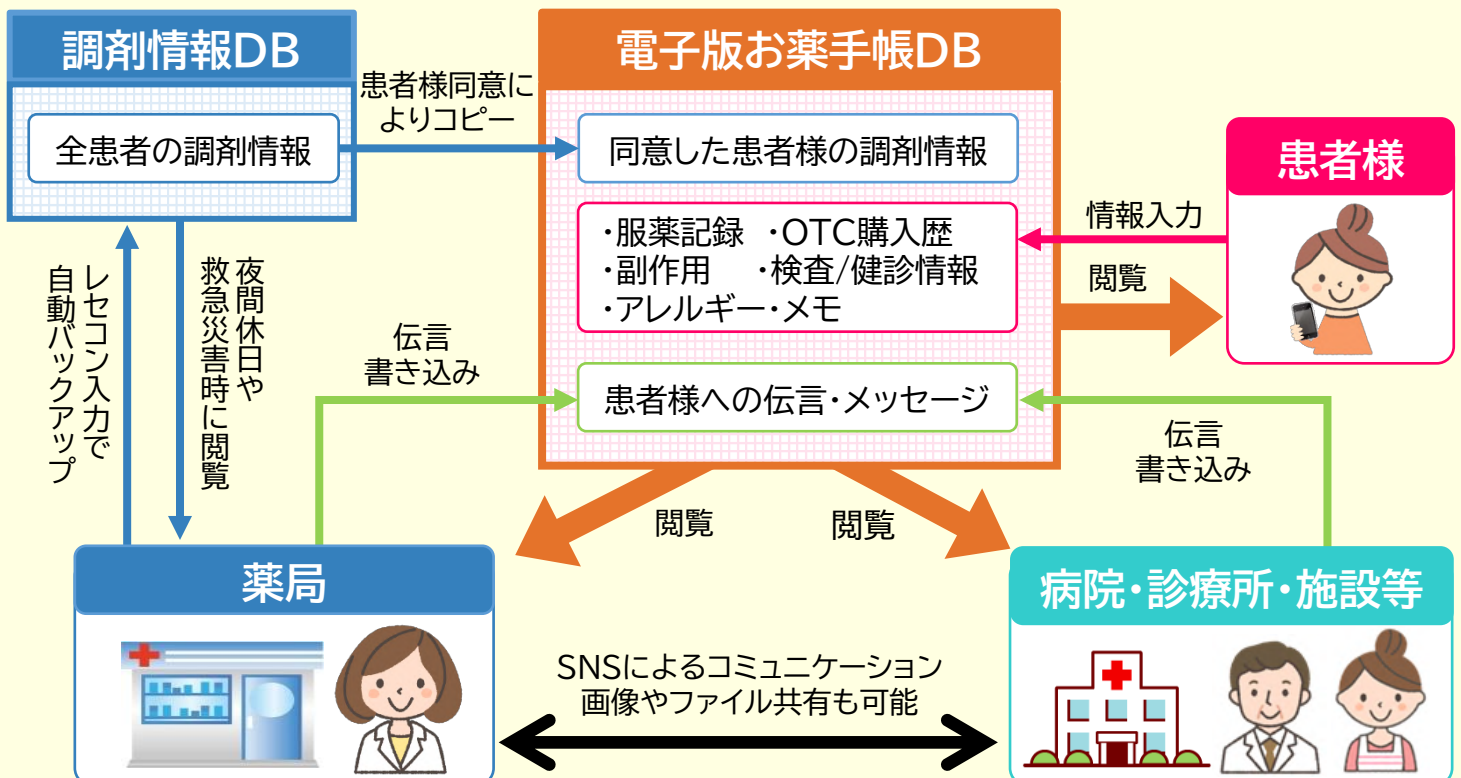 調剤情報DB
全患者の調剤情報
患者様同意に
よりコピー
電子版お薬手帳DB
同意した患者様の調剤情報
・服薬記録 ・OTC購入歴
・副作用 ・検査/健診情報
・アレルギー・メモ
患者様への伝言・メッセージ
患者様
情報入力
閲覧
レセコン入力で
自動バックアップ
夜間休日や
救急災害時に閲覧
伝言
書き込み
伝言
書き込み
閲覧
閲覧
薬局
病院・診療所・施設等
SNSによるコミュニケーション
画像やファイル共有も可能